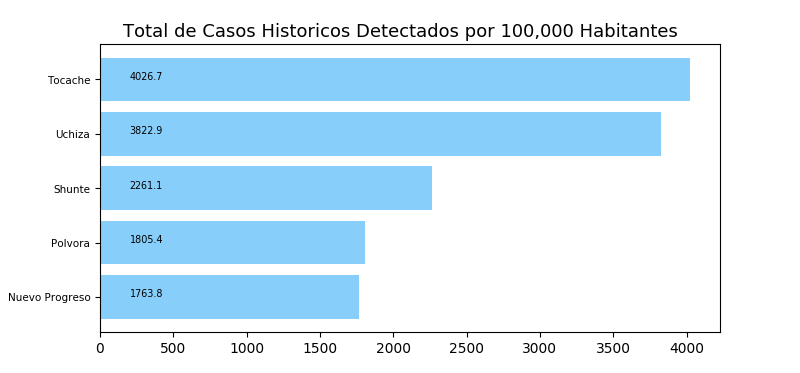 Total de Casos Historicos Detectados por 100,000 Habitantes
Tocache 4026.7
Uchiza 3822.9
Shunte 2261.1
Polvora 1805.4
Nuevo Progreso 1763.8
0 500 1000 1500 2000 2500 3000 3500 4000